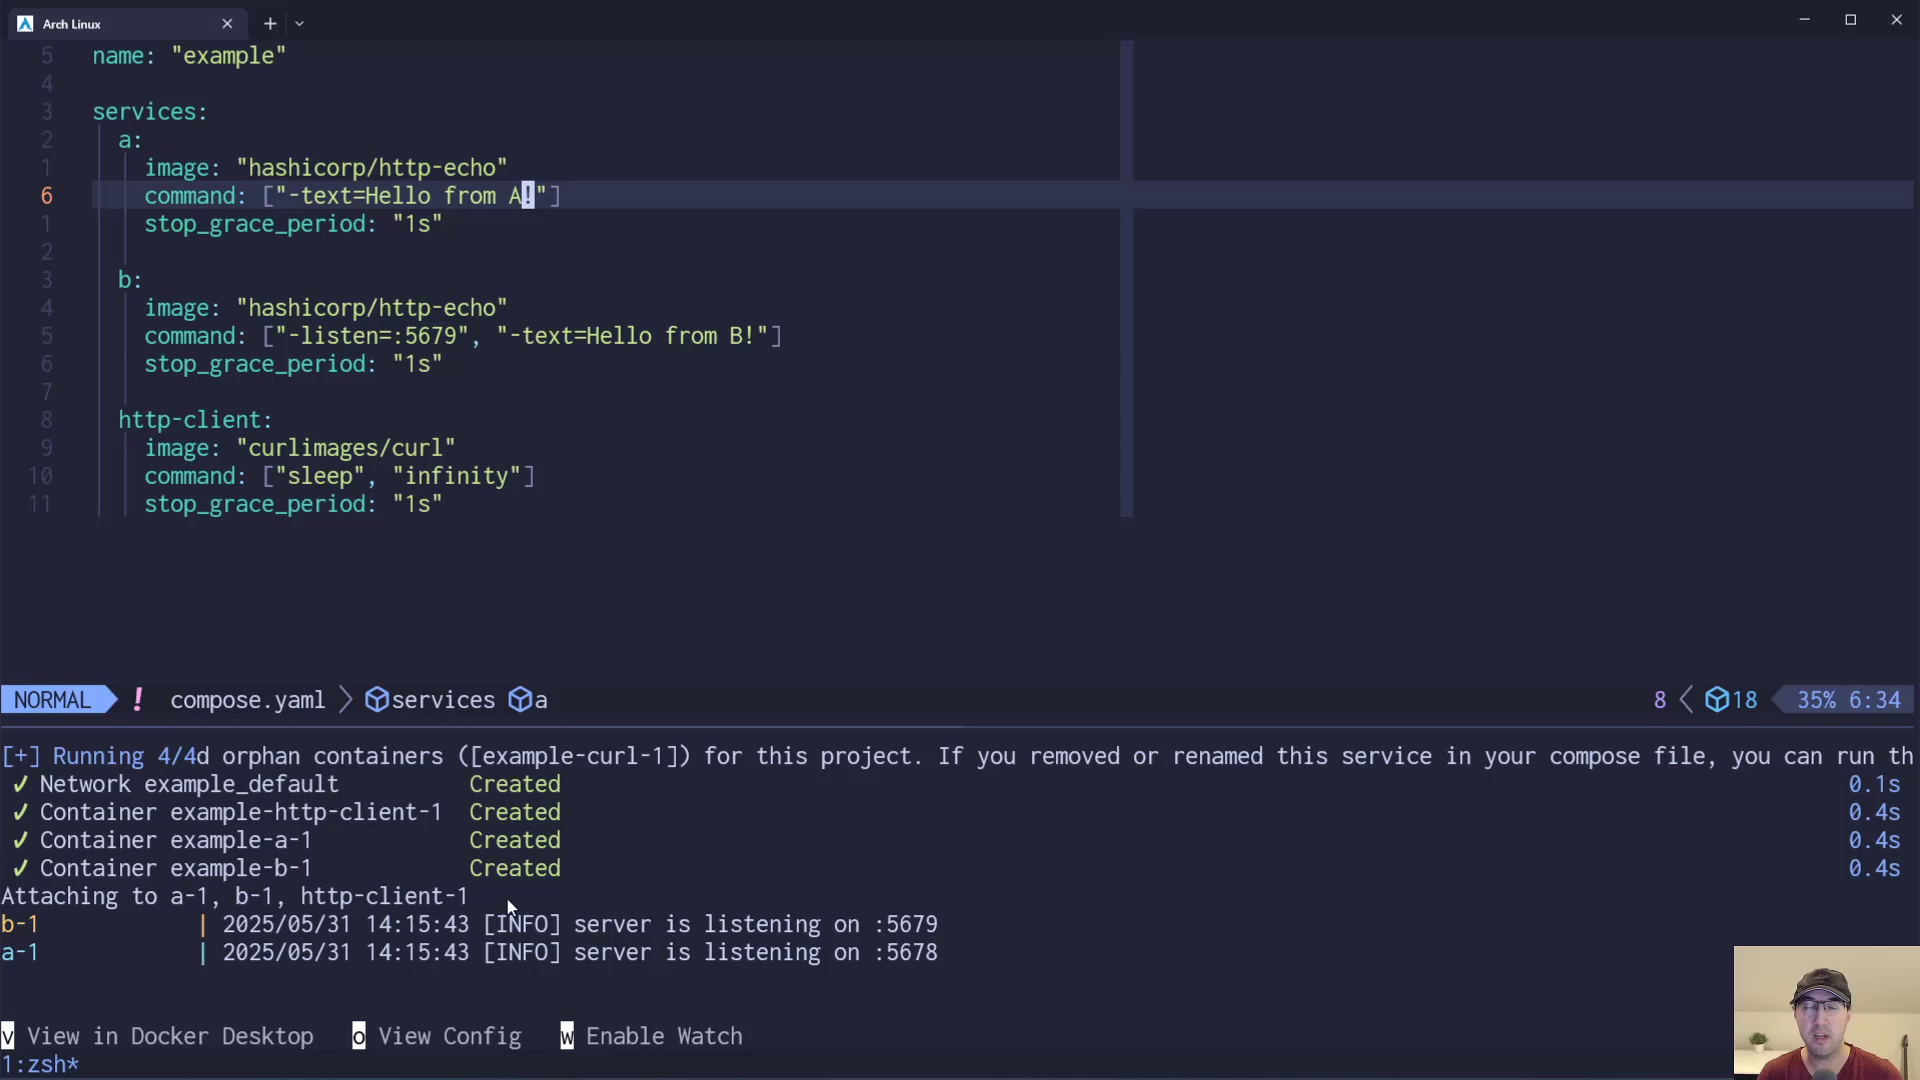 Arch Linux
5 name: "example"
4
3 services:
2 a:
1 image: "hashicorp/http-echo"
6 command: ["-text=Hello from A!"]
1 stop_grace_period: "1s"
2
3 b:
4 image: "hashicorp/http-echo"
5 command: ["-listen=:5679", "-text=Hello from B!"]
6 stop_grace_period: "1s"
7
8 http-client:
9 image: "curlimages/curl"
10 command: ["sleep", "infinity"]
11 stop_grace_period: "1s"
NORMAL ! compose.yaml services a 8 18 35% 6:34
[+] Running 4/4d orphan containers ([example-curl-1]) for this project. If you removed or renamed this service in your compose file, you can run th
✓ Network example_default Created 0.1s
✓ Container example-http-client-1 Created 0.4s
✓ Container example-a-1 Created 0.4s
✓ Container example-b-1 Created 0.4s
Attaching to a-1, b-1, http-client-1
b-1 | 2025/05/31 14:15:43 [INFO] server is listening on :5679
a-1 | 2025/05/31 14:15:43 [INFO] server is listening on :5678
v View in Docker Desktop o View Config w Enable Watch
1:zsh*